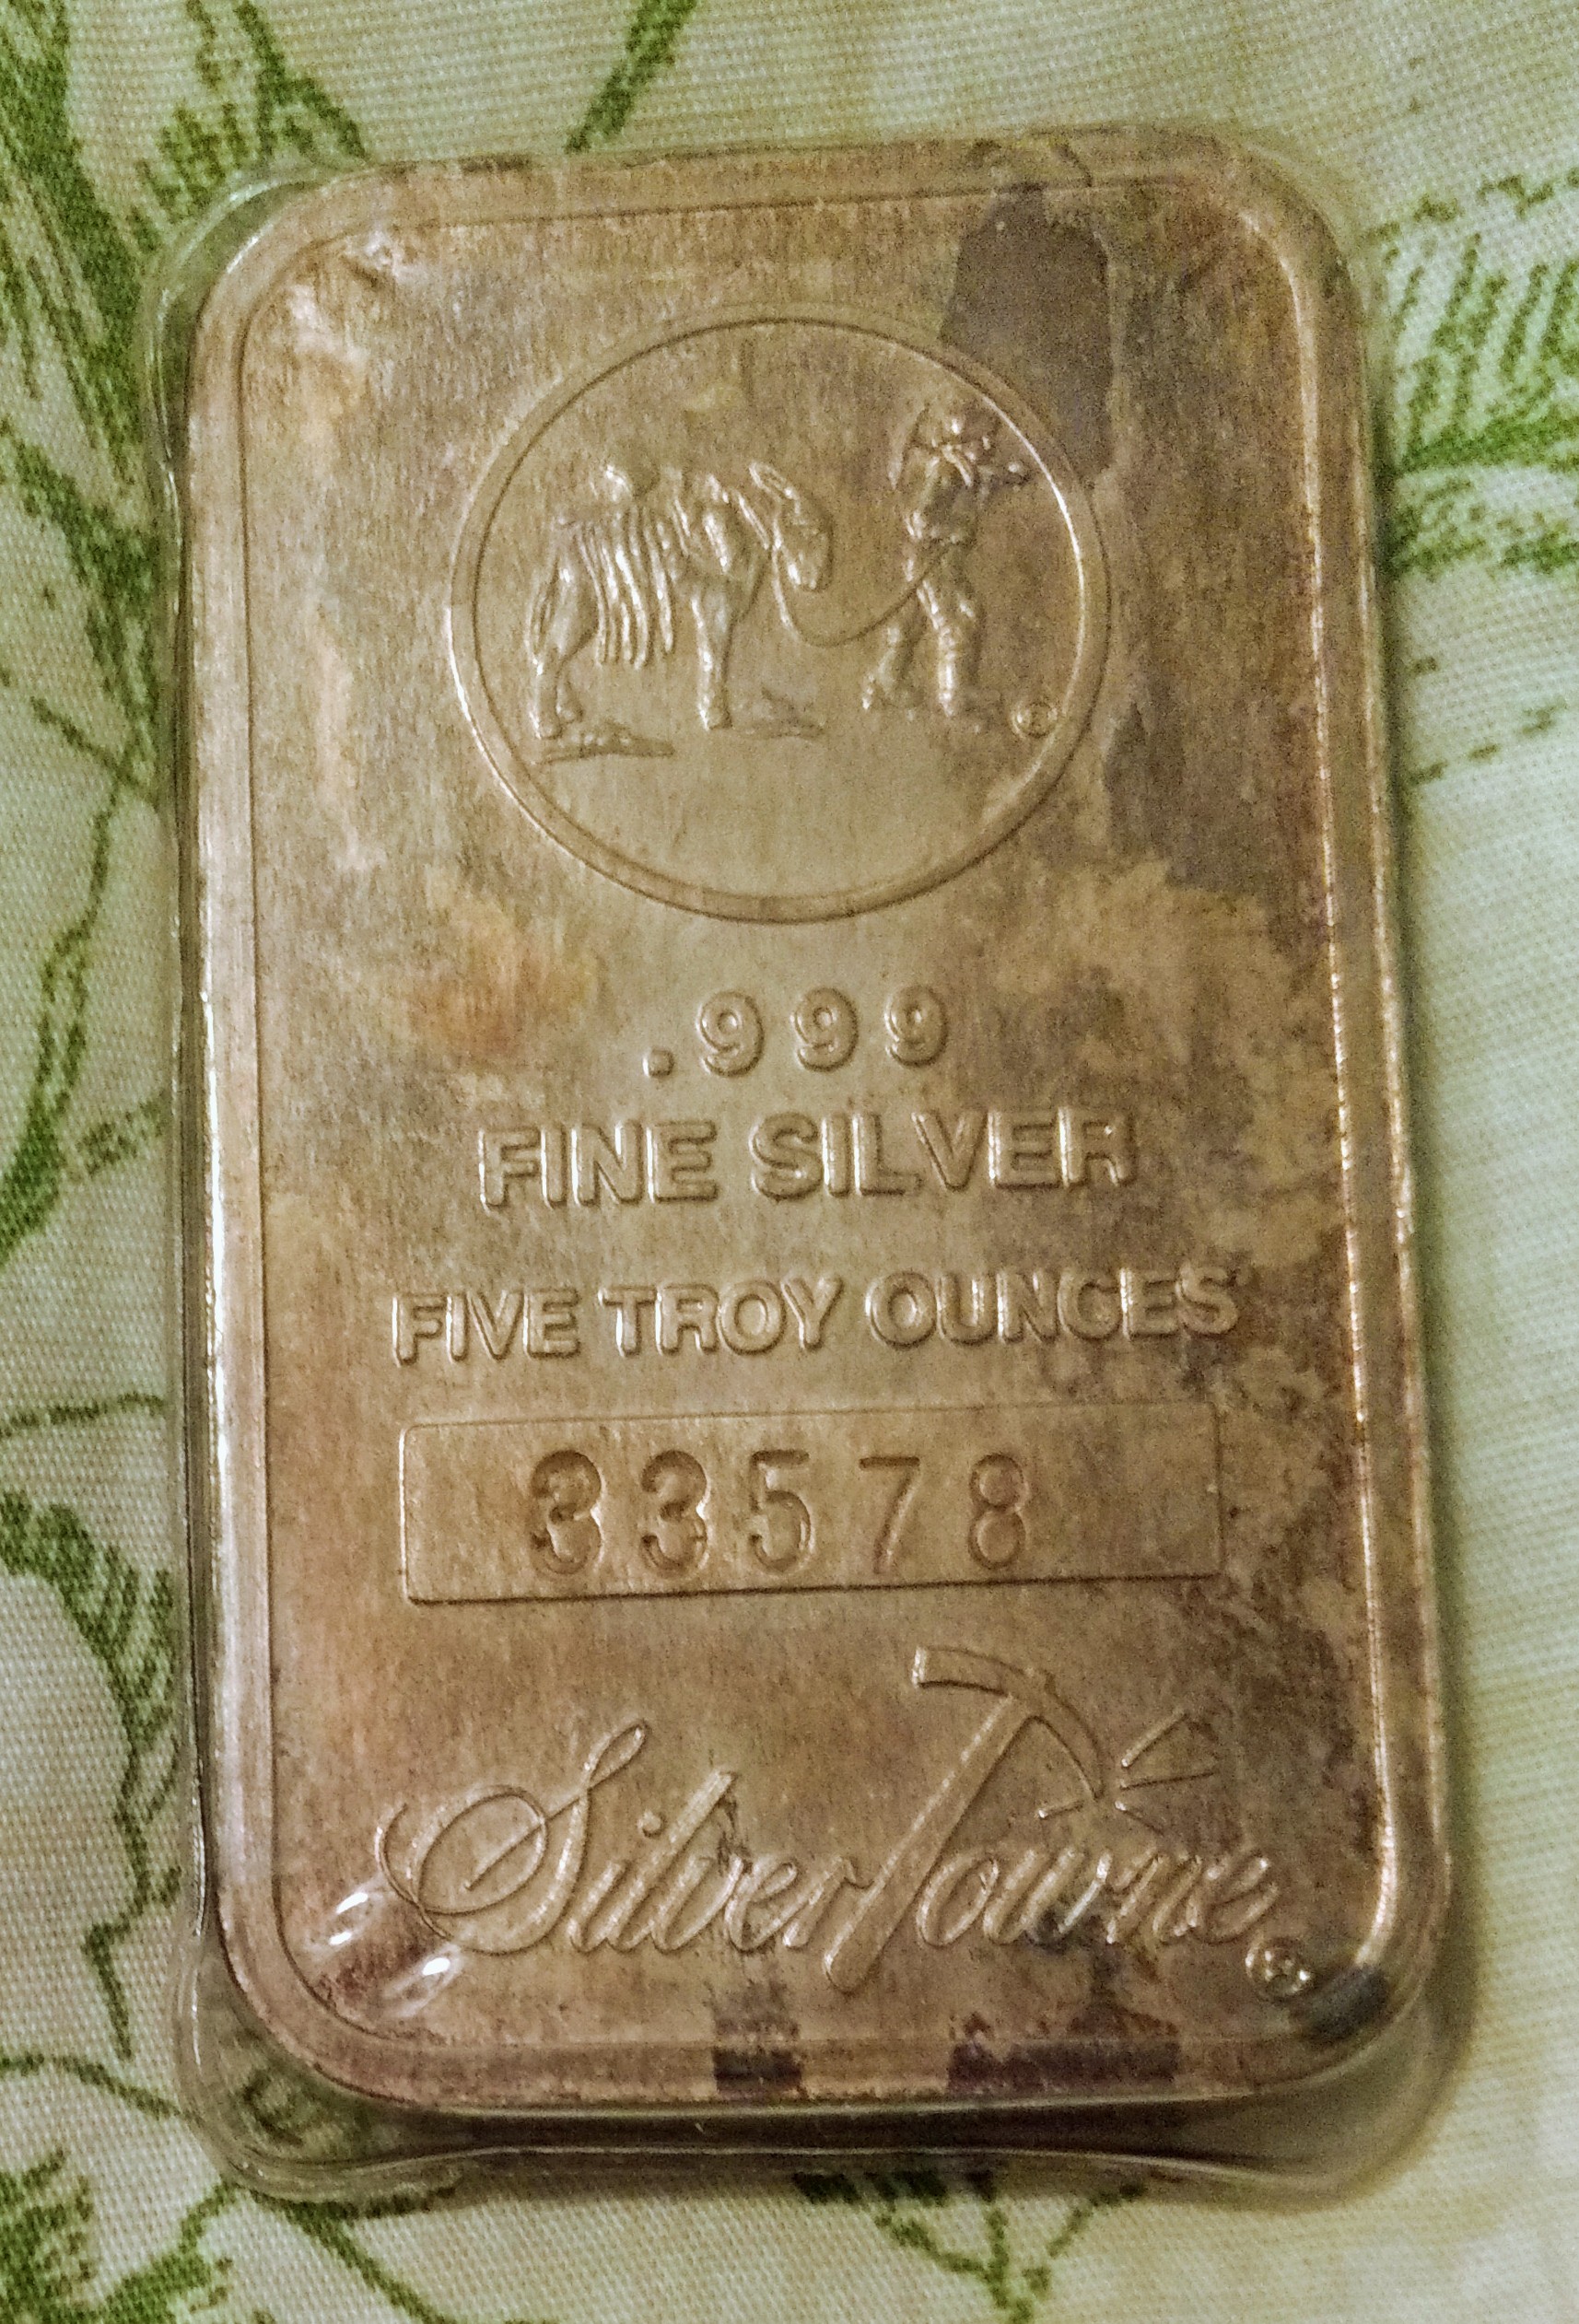 ®
.999
FINE SILVER
FIVE TROY OUNCES
33578
SilverTowne®